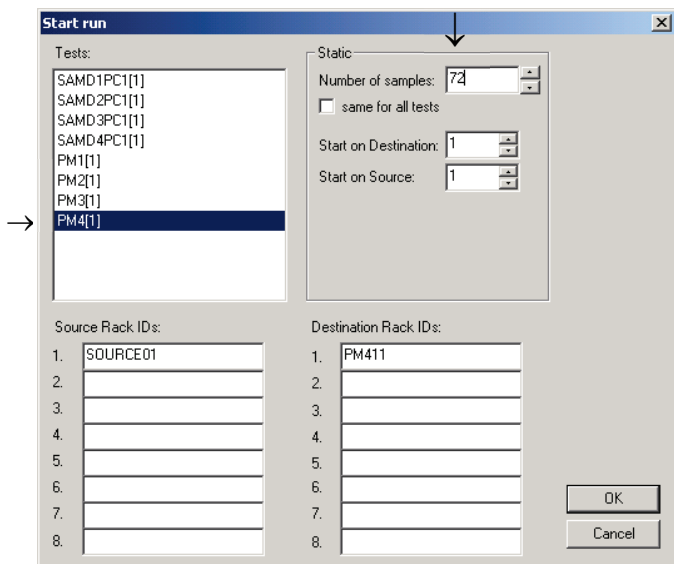 Start run
Tests:
SAMD1PC1[1]
SAMD2PC1[1]
SAMD3PC1[1]
SAMD4PC1[1]
PM1[1]
PM2[1]
PM3[1]
PM4[1]
Static
Number of samples: 72
same for all tests
Start on Destination: 1
Start on Source: 1
Source Rack IDs:
1. SOURCE01
2.
3.
4.
5.
6.
7.
8.
Destination Rack IDs:
1. PM411
2.
3.
4.
5.
6.
7.
8.
OK
Cancel